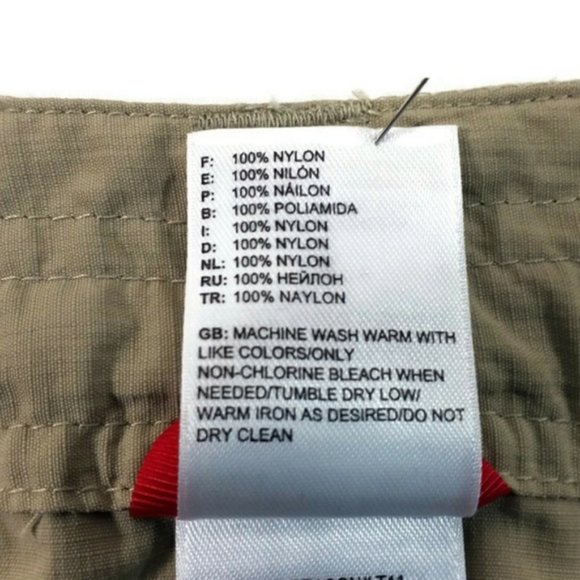 F: 100% NYLON
E: 100% NILÓN
P: 100% NÁILON
B: 100% POLIAMIDA
I: 100% NYLON
D: 100% NYLON
NL: 100% NYLON
RU: 100% НЕЙЛОН
TR: 100% NAYLON
GB: MACHINE WASH WARM WITH
LIKE COLORS/ONLY
NON-CHLORINE BLEACH WHEN
NEEDED/TUMBLE DRY LOW/
WARM IRON AS DESIRED/DO NOT
DRY CLEAN